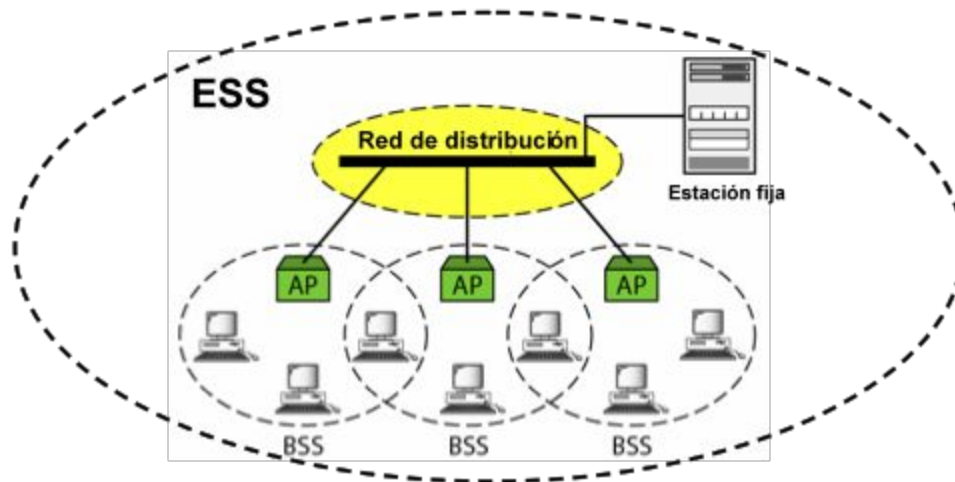 ESS
Red de distribución
Estación fija
AP
AP
AP
BSS
BSS
BSS